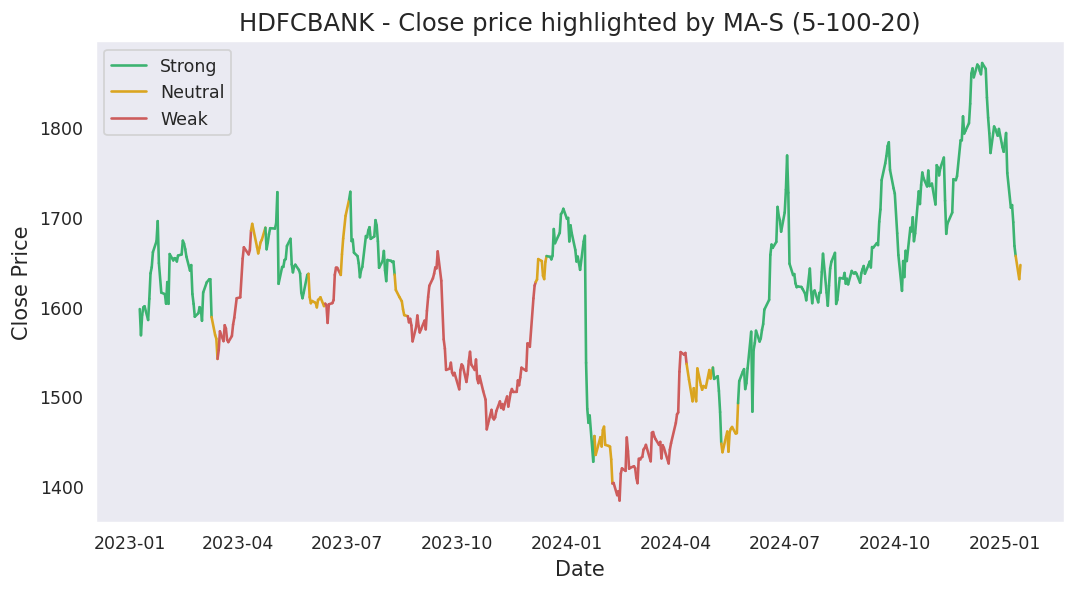 HDFCBANK - Close price highlighted by MA-S (5-100-20)
Strong
Neutral
Weak
Close Price
1800
1700
1600
1500
1400
2023-01 2023-04 2023-07 2023-10 2024-01 2024-04 2024-07 2024-10 2025-01
Date